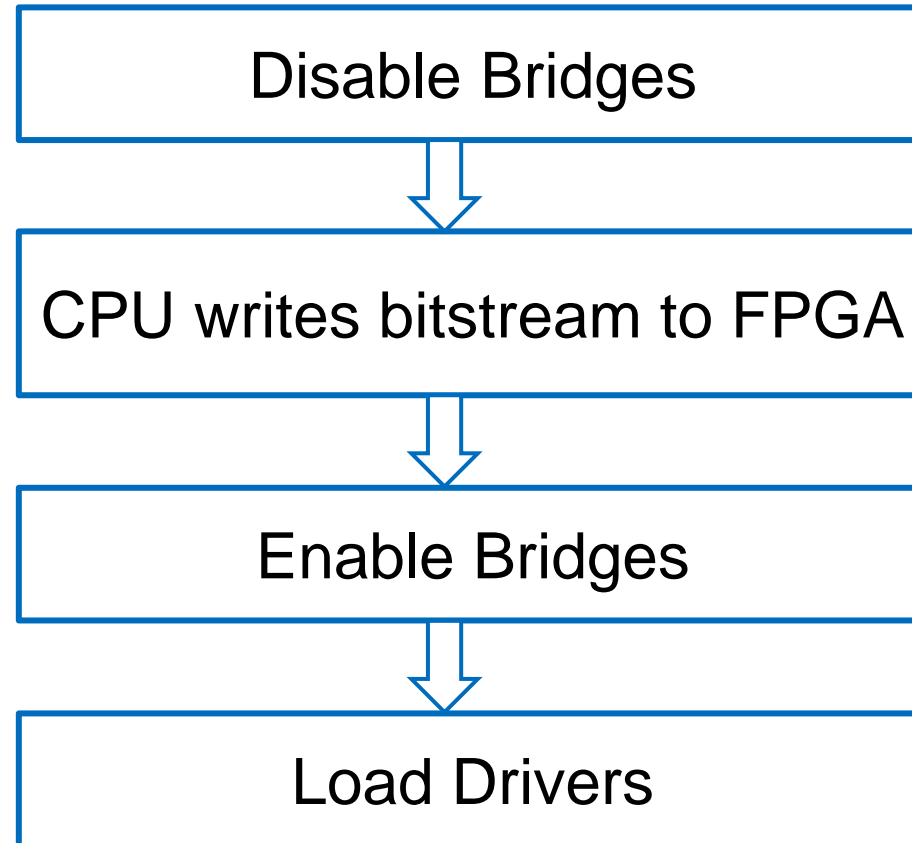 Disable Bridges
CPU writes bitstream to FPGA
Enable Bridges
Load Drivers